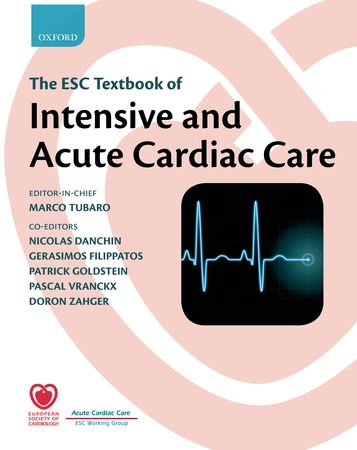 OXFORD
The ESC Textbook of
Intensive and
Acute Cardiac Care
EDITOR-IN-CHIEF
MARCO TUBARO
CO-EDITORS
NICOLAS DANCHIN
GERASIMOS FILIPPATOS
PATRICK GOLDSTEIN
PASCAL VRANCKX
DORON ZAHGER
EUROPEAN
SOCIETY OF
CARDIOLOGY
Acute Cardiac Care
ESC Working Group